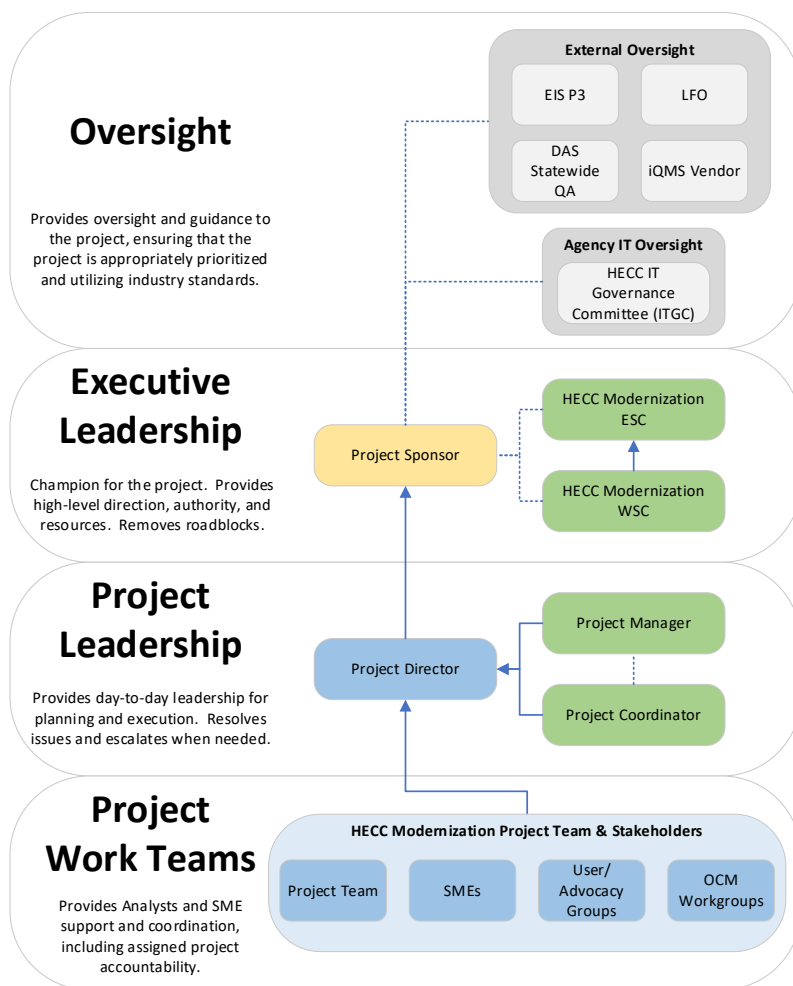 Oversight
Provides oversight and guidance to
the project, ensuring that the
project is appropriately prioritized
and utilizing industry standards.
External Oversight
EIS P3
LFO
DAS
Statewide
QA
iQMS Vendor
Agency IT Oversight
HECC IT
Governance
Committee (ITGC)
Executive
Leadership
Champion for the project. Provides
high-level direction, authority, and
resources. Removes roadblocks.
Project Sponsor
HECC Modernization
ESC
HECC Modernization
WSC
Project
Leadership
Provides day-to-day leadership for
planning and execution. Resolves
issues and escalates when needed.
Project Director
Project Manager
Project Coordinator
Project
Work Teams
Provides Analysts and SME
support and coordination,
including assigned project
accountability.
HECC Modernization Project Team & Stakeholders
Project Team
SMEs
User/
Advocacy
Groups
OCM
Workgroups